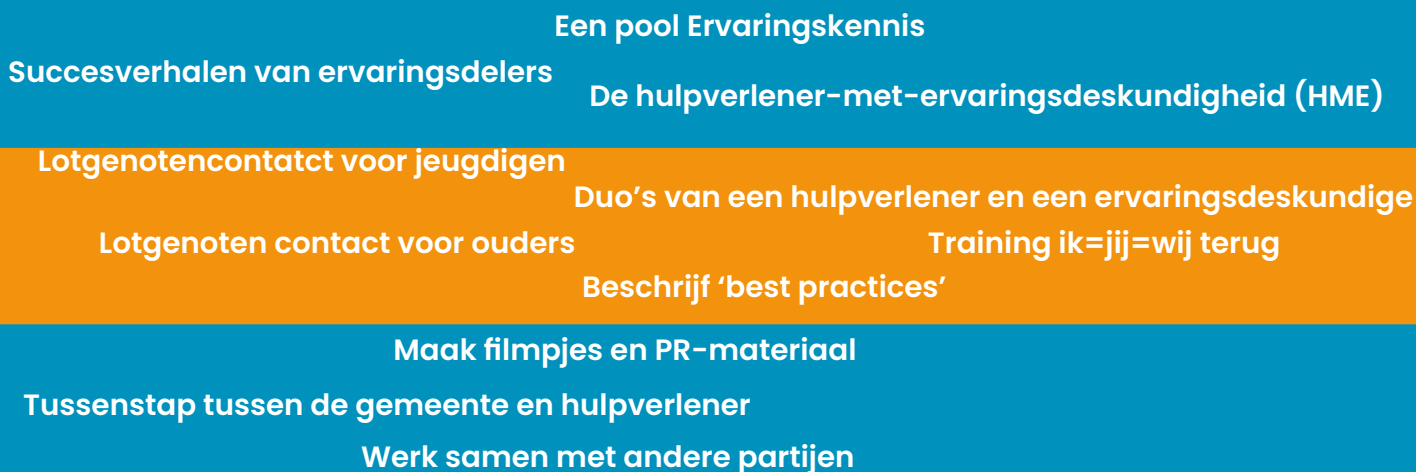 Een pool Ervaringskennis
Succesverhalen van ervaringsdelers
De hulpverlener-met-ervaringsdeskundigheid (HME)
Lotgenotencontatct voor jeugdigen
Duo’s van een hulpverlener en een ervaringsdeskundige
Lotgenoten contact voor ouders
Training ik=jij=wij terug
Beschrijf ‘best practices’
Maak filmpjes en PR-materiaal
Tussenstap tussen de gemeente en hulpverlener
Werk samen met andere partijen